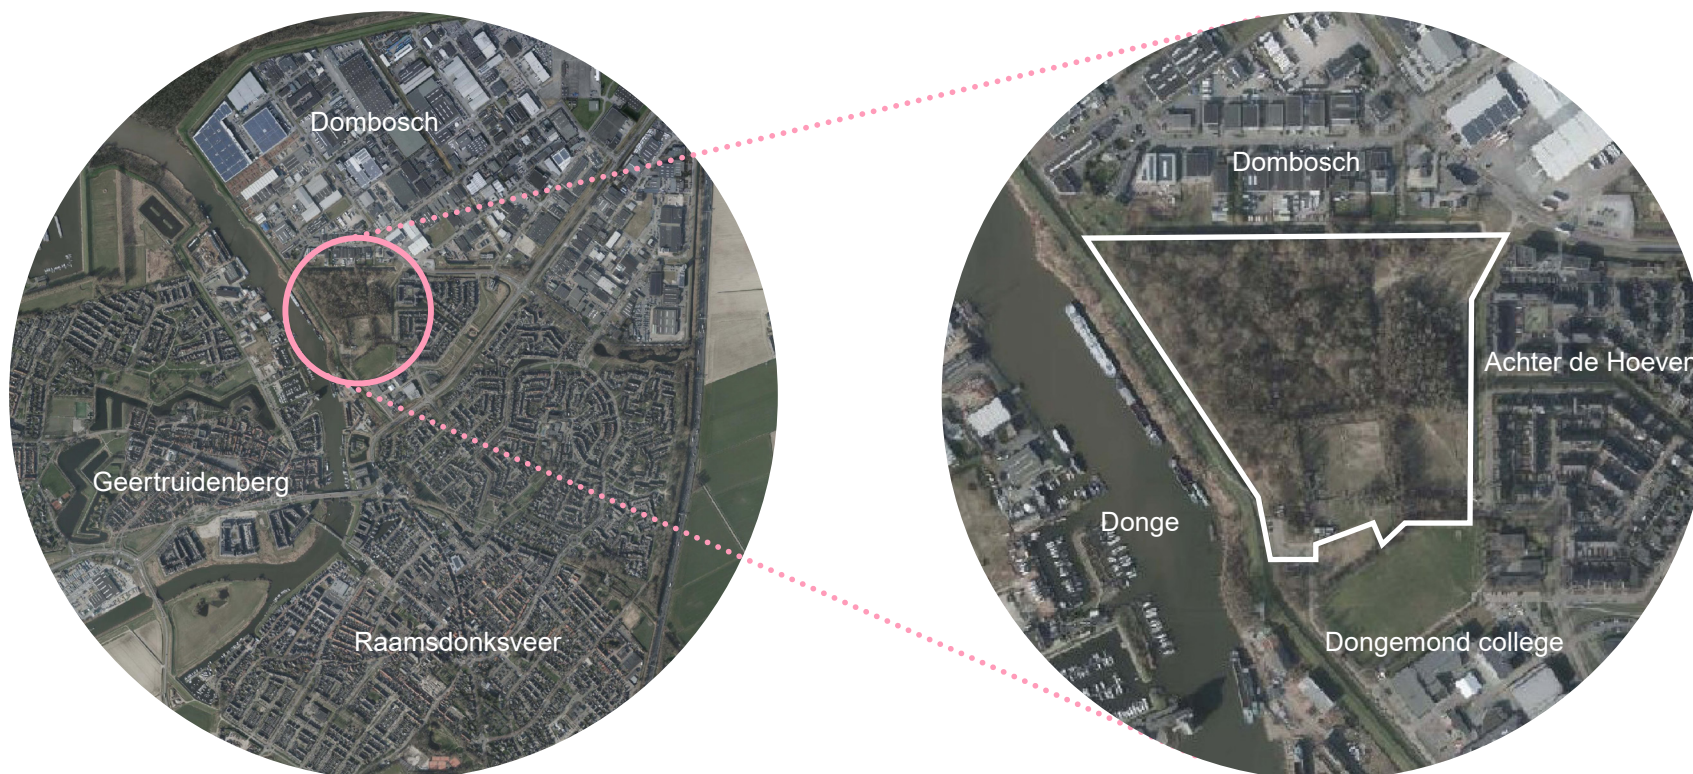 Dombosch
Geertruidenberg
Raamsdonksveer
Dombosch
Achter de Hoeven
Donge
Dongemond college